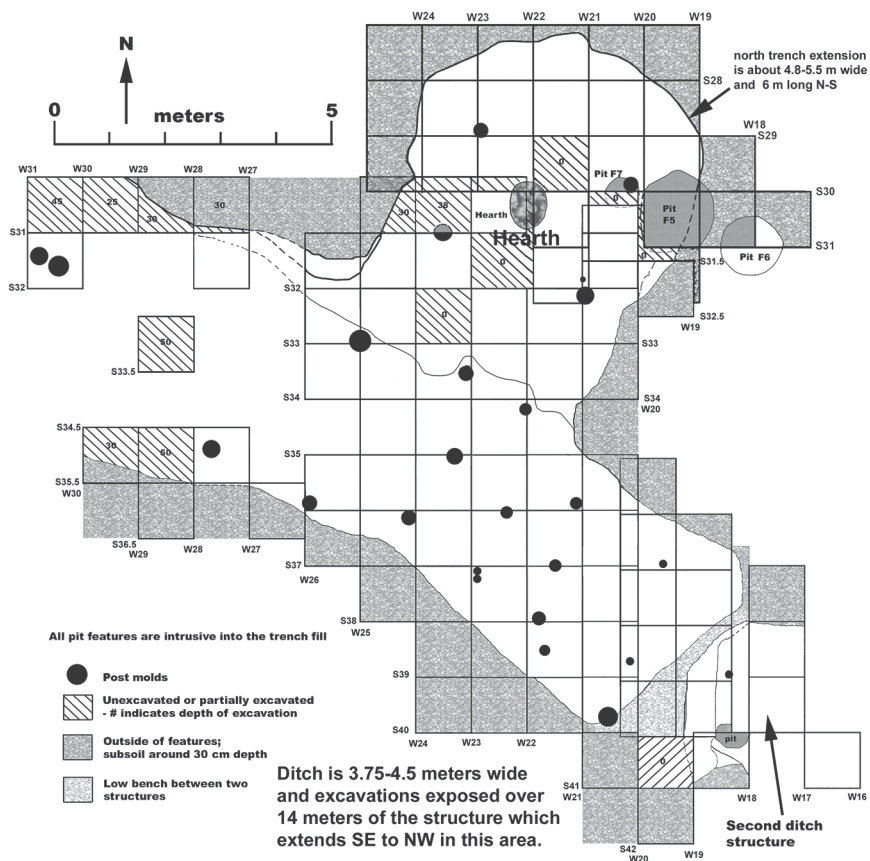 W24 W23 W22 W21 W20 W19
N
north trench extension
is about 4.8-5.5 m wide
and 6 m long N-S
S28
0 5
meters
W18
S29
W31 W30 W29 W28 W27
0
Pit F7
S30
45 25 30 30
30 38
Hearth
0
Pit
F5
Hearth
S31
S31
0
0
S31.5
Pit F6
S32
S32
0
S32.5
W19
50
S33
S33
S33.5
S34
S34
W20
S34.5
30 50
S35
S35.5
W30
S36.5
W29 W28 W27
S37
W26
S38
W25
All pit features are intrusive into the trench fill
Post molds
S39
Unexcavated or partially excavated
- # indicates depth of excavation
S40
W24 W23 W22
pit
Outside of features;
subsoil around 30 cm depth
0
Low bench between two
structures
Ditch is 3.75-4.5 meters wide
and excavations exposed over
14 meters of the structure which
extends SE to NW in this area.
S41
W21
W18 W17 W16
Second ditch
structure
S42
W20 W19